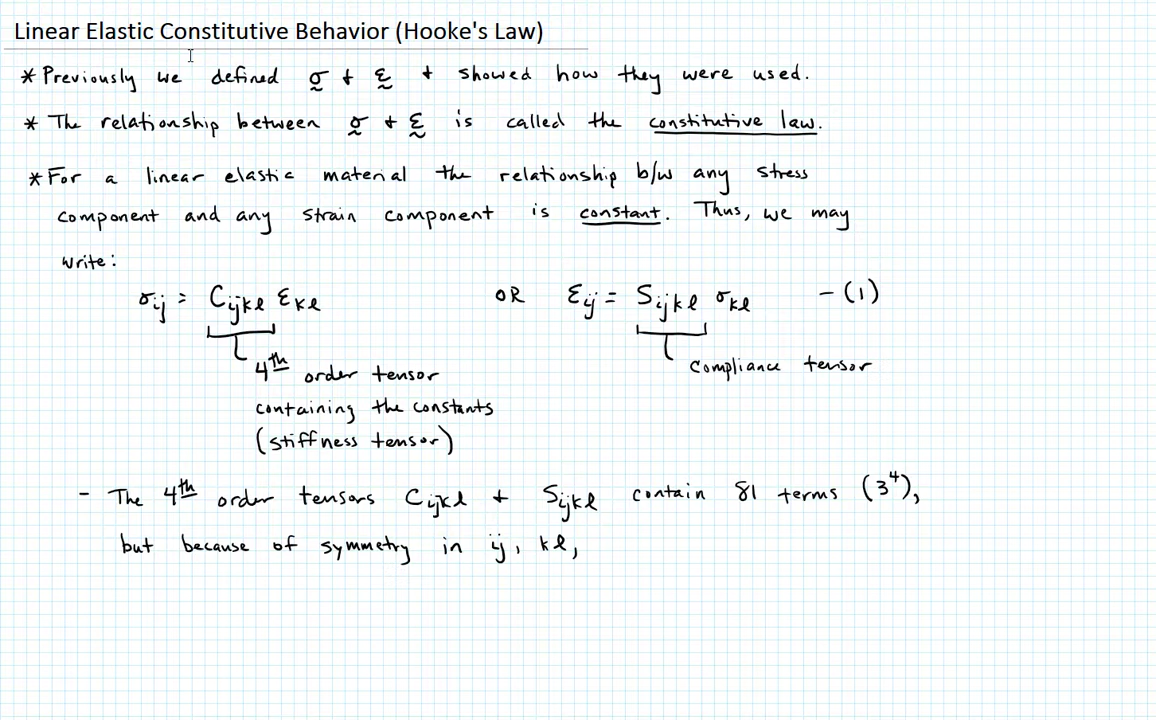 Linear Elastic Constitutive Behavior (Hooke's Law)
* Previously we defined σ + ε + showed how they were used.
* The relationship between σ + ε is called the constitutive law.
* For a linear elastic material the relationship b/w any stress
component and any strain component is constant. Thus, we may
write:
σij = Cijkl εkl OR εij = Sijkl σkl - (1)
4th order tensor
containing the constants
(stiffness tensor)
compliance tensor
- The 4th order tensors Cijkl + Sijkl contain 81 terms (3⁴),
but because of symmetry in ij, kl,